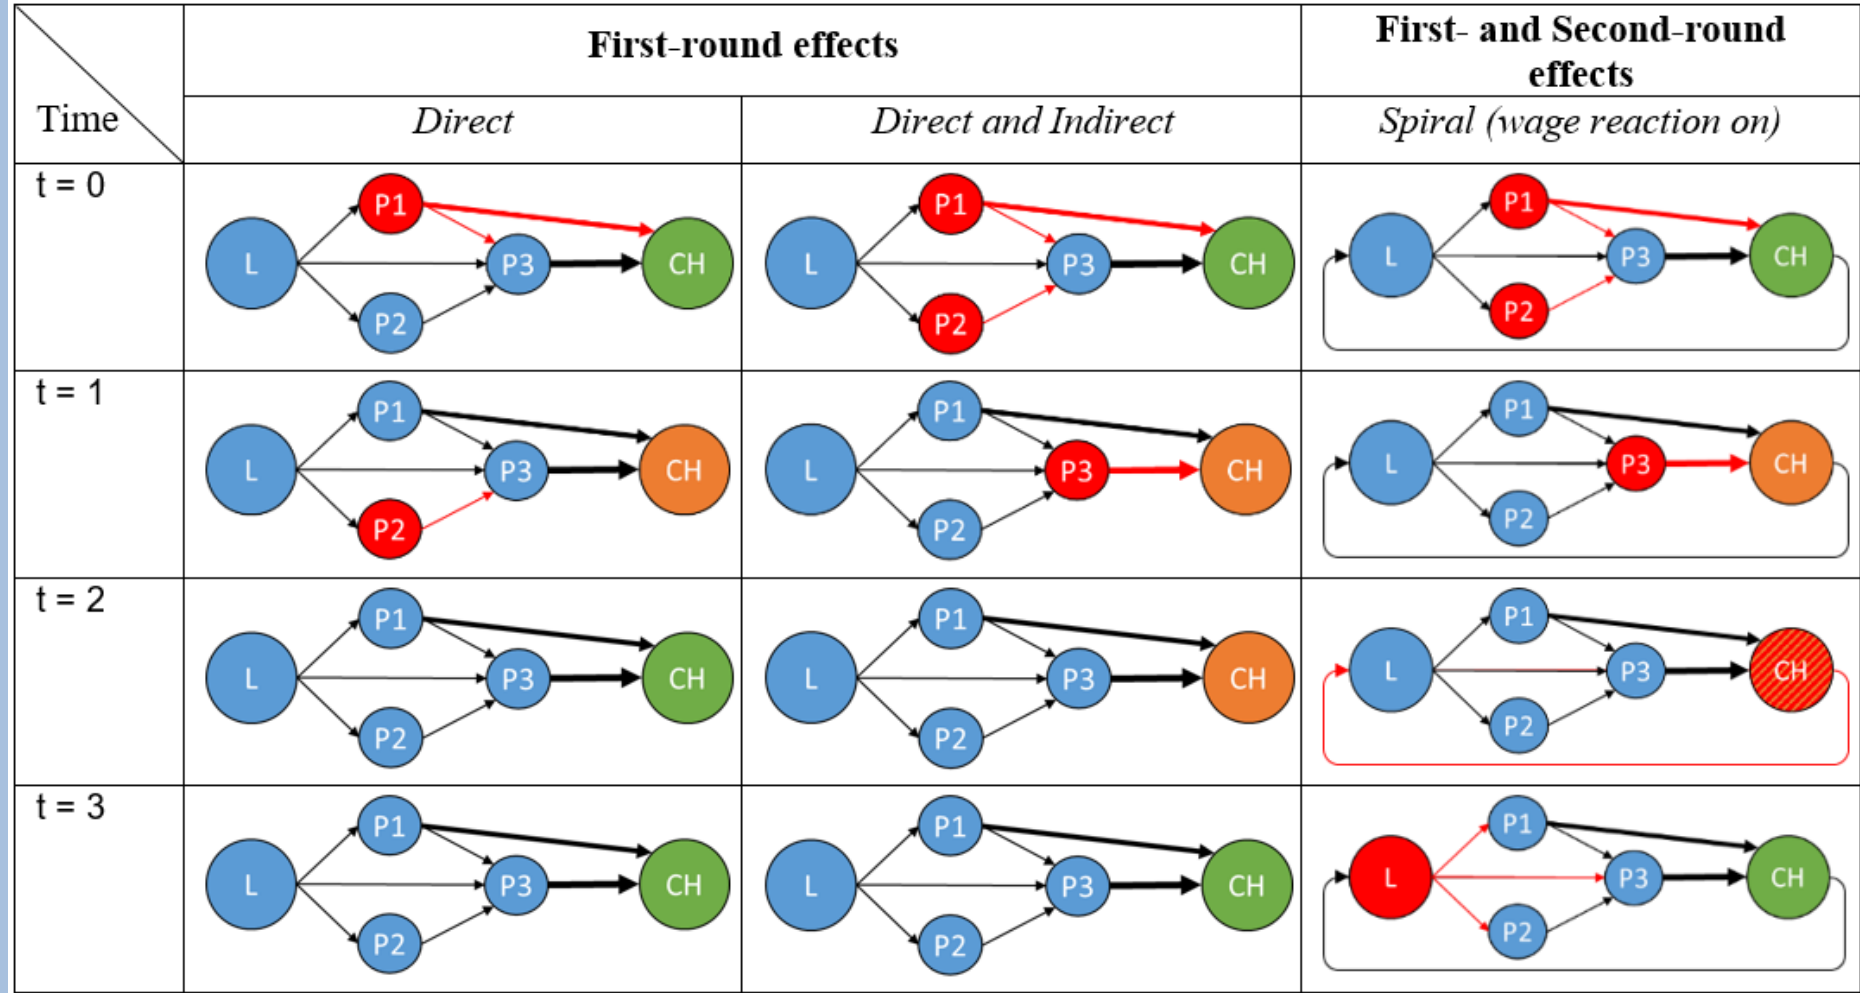 First-round effects
First- and Second-round
effects
Time
Direct
Direct and Indirect
Spiral (wage reaction on)
t = 0
L
P1
P2
P3
CH
L
P1
P2
P3
CH
L
P1
P2
P3
CH
t = 1
L
P1
P2
P3
CH
L
P1
P2
P3
CH
L
P1
P2
P3
CH
t = 2
L
P1
P2
P3
CH
L
P1
P2
P3
CH
L
P1
P2
P3
CH
t = 3
L
P1
P2
P3
CH
L
P1
P2
P3
CH
L
P1
P2
P3
CH